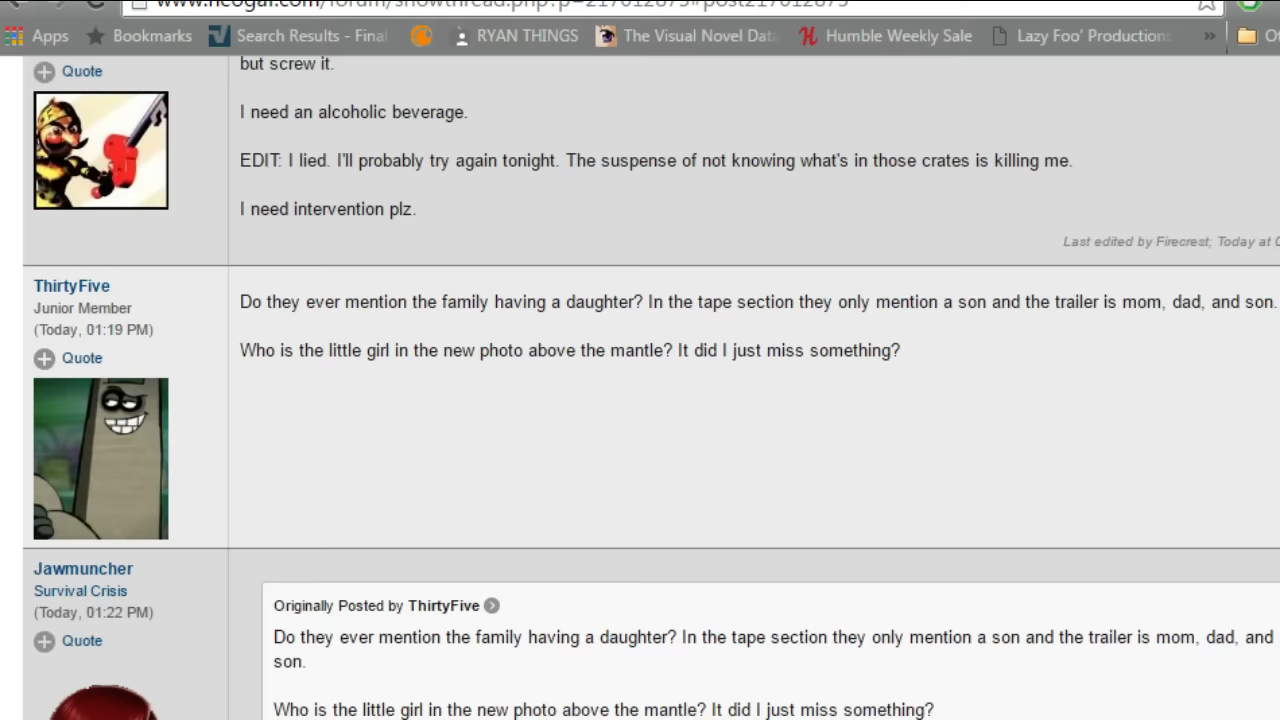 Apps Bookmarks Search Results - Final RYAN THINGS The Visual Novel Data Humble Weekly Sale Lazy Foo' Productions »
but screw it.
Quote
I need an alcoholic beverage.
EDIT: I lied. I'll probably try again tonight. The suspense of not knowing what's in those crates is killing me.
I need intervention plz.
Last edited by Firecrest; Today at
ThirtyFive
Junior Member
(Today, 01:19 PM)
Quote
Do they ever mention the family having a daughter? In the tape section they only mention a son and the trailer is mom, dad, and son.
Who is the little girl in the new photo above the mantle? It did I just miss something?
Jawmuncher
Survival Crisis
(Today, 01:22 PM)
Quote
Originally Posted by ThirtyFive
Do they ever mention the family having a daughter? In the tape section they only mention a son and the trailer is mom, dad, and
son.
Who is the little girl in the new photo above the mantle? It did I just miss something?